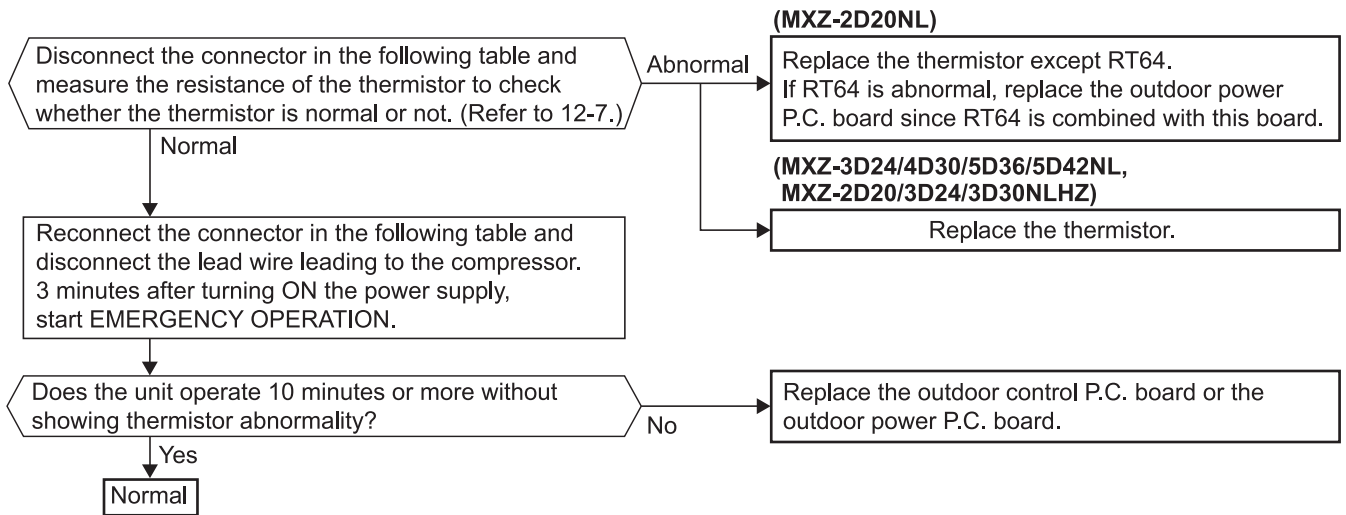 (MXZ-2D20NL)
Disconnect the connector in the following table and
measure the resistance of the thermistor to check
whether the thermistor is normal or not. (Refer to 12-7.)
Abnormal
Replace the thermistor except RT64.
If RT64 is abnormal, replace the outdoor power
P.C. board since RT64 is combined with this board.
Normal
(MXZ-3D24/4D30/5D36/5D42NL,
MXZ-2D20/3D24/3D30NLHZ)
Replace the thermistor.
Reconnect the connector in the following table and
disconnect the lead wire leading to the compressor.
3 minutes after turning ON the power supply,
start EMERGENCY OPERATION.
Does the unit operate 10 minutes or more without
showing thermistor abnormality?
No
Replace the outdoor control P.C. board or the
outdoor power P.C. board.
Yes
Normal